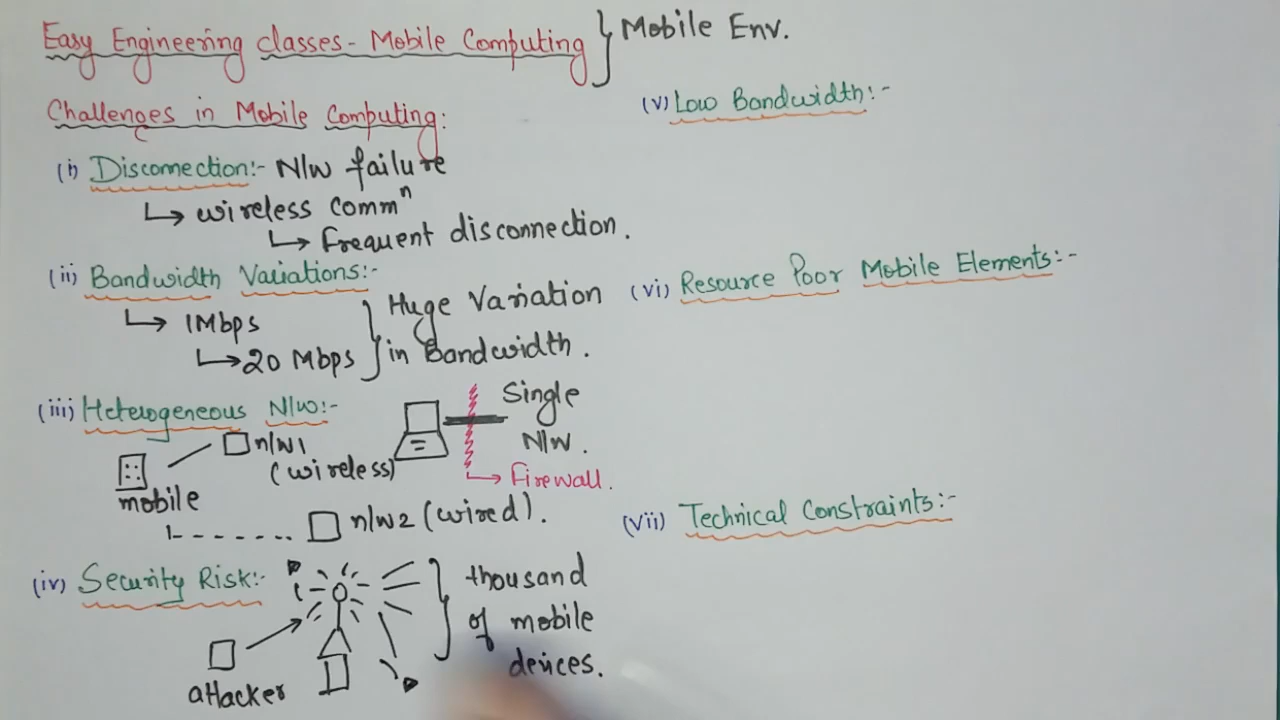 Easy Engineering classes - Mobile Computing } Mobile Env.
Challenges in Mobile Computing:
(i) Disconnection:- N/w failure
↳ wireless commⁿ
↳ frequent disconnection.
(ii) Bandwidth Variations:-
↳ 1Mbps
↳ 20 Mbps
} Huge Variation
in Bandwidth.
(iii) Heterogeneous N/w:-
n/w1
(wireless)
mobile
n/w2 (wired).
Single
N/W.
↳ Firewall.
(iv) Security Risk:-
attacker
} thousand
of mobile
devices.
(v) Low Bandwidth:-
(vi) Resource Poor Mobile Elements:-
(vii) Technical Constraints:-